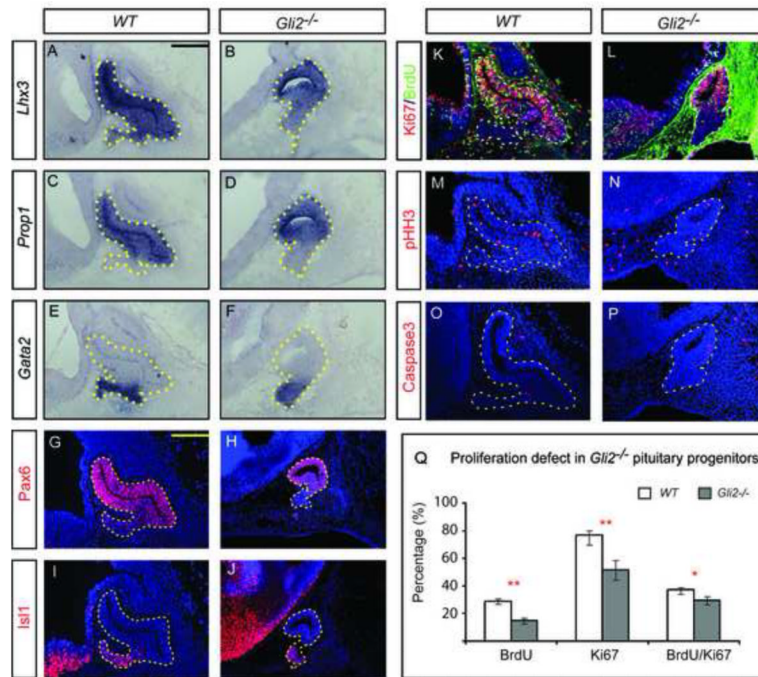 WT Gli2-/- WT Gli2-/-
Lhx3 A B
Ki67/BrdU K L
Prop1 C D
pHH3 M N
Gata2 E F
Caspase3 O P
Pax6 G H
Isl1 I J
Q Proliferation defect in Gli2-/- pituitary progenitors
WT Gli2-/-
Percentage (%)
100
80
60
40
20
** ** *
BrdU Ki67 BrdU/Ki67